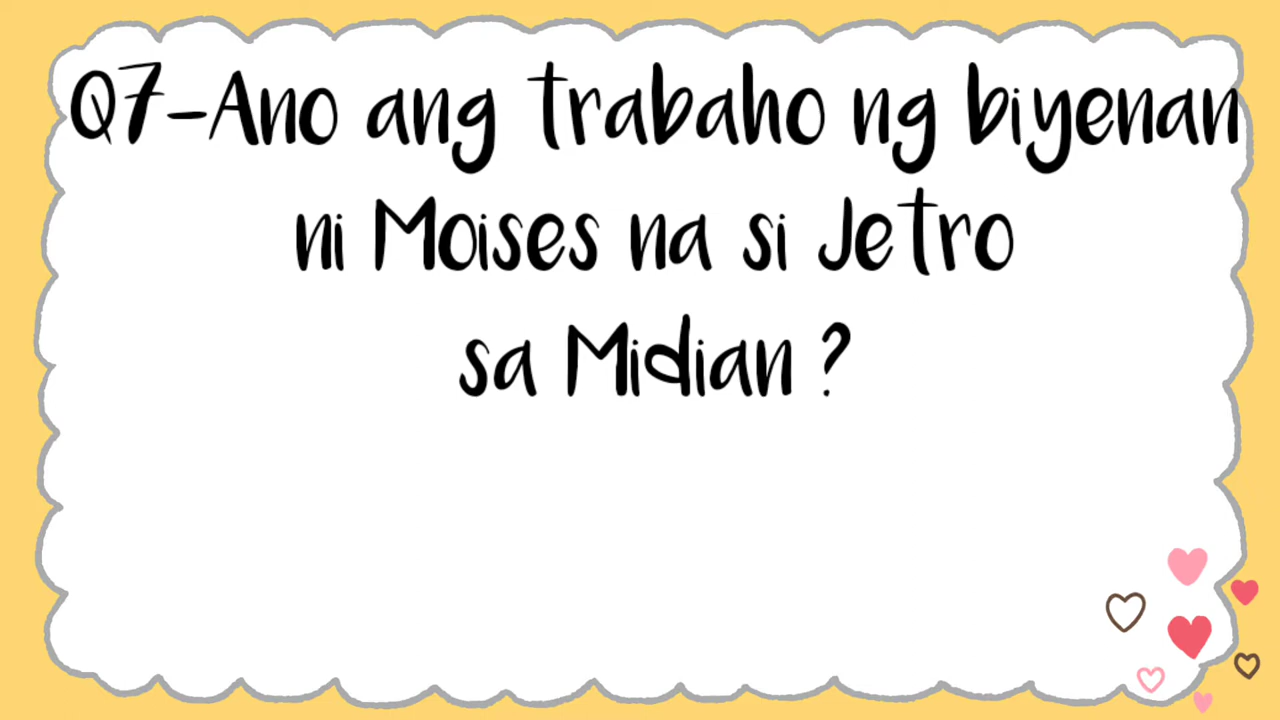 Q7-Ano ang trabaho ng biyenan
ni Moises na si Jetro
sa Midian ?